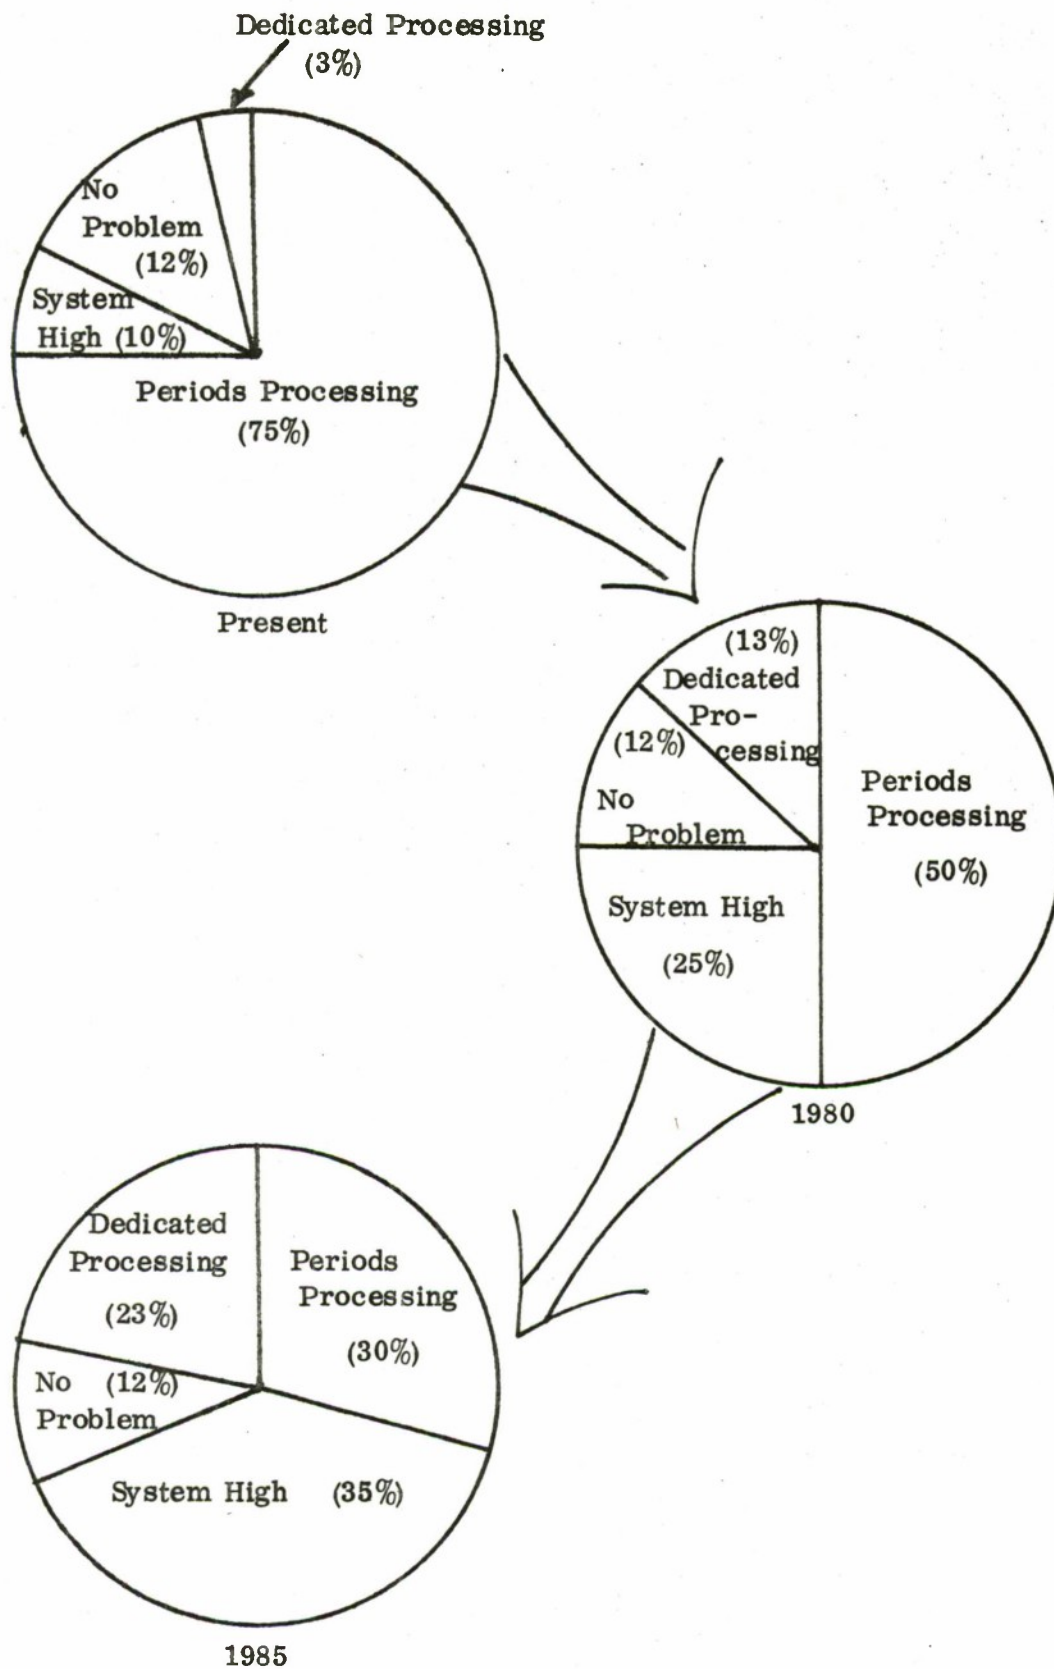 Dedicated Processing
(3%)
No
Problem
(12%)
System
High (10%)
Periods Processing
(75%)
Present
(13%)
Dedicated
Pro-
cessing
(12%)
No
Problem
Periods
Processing
(50%)
System High
(25%)
1980
Dedicated
Processing
(23%)
Periods
Processing
(30%)
No (12%)
Problem
System High (35%)
1985